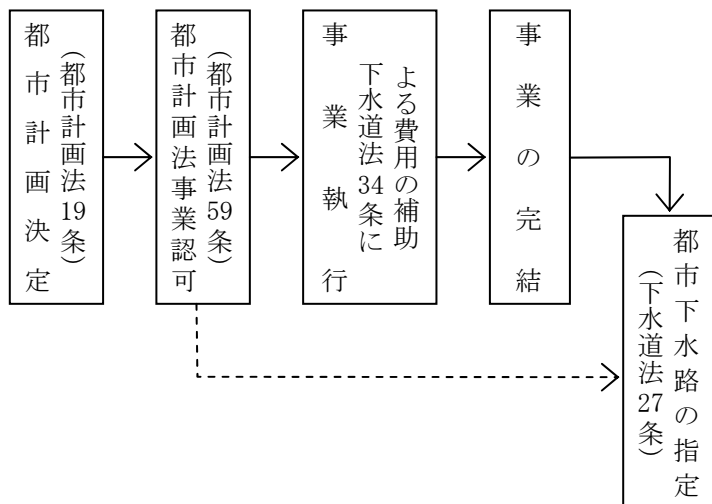 都市計画決定
(都市計画法19条)
都市計画法事業認可
(都市計画法59条)
事業執行
下水道法34条に
よる費用の補助
事業の完結
都市下水路の指定
(下水道法27条)